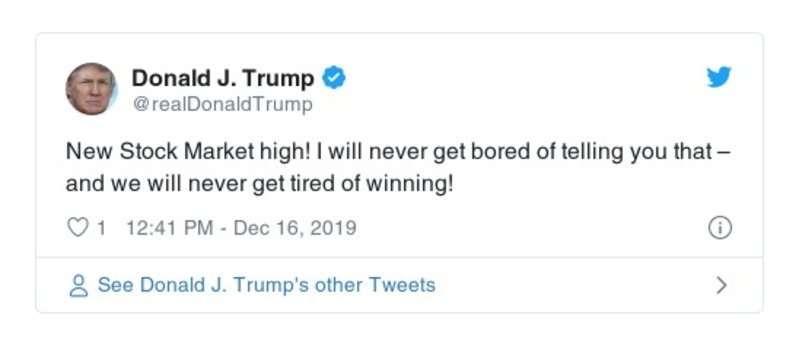 Donald J. Trump
@realDonaldTrump
New Stock Market high! I will never get bored of telling you that –
and we will never get tired of winning!
1 12:41 PM - Dec 16, 2019
See Donald J. Trump's other Tweets